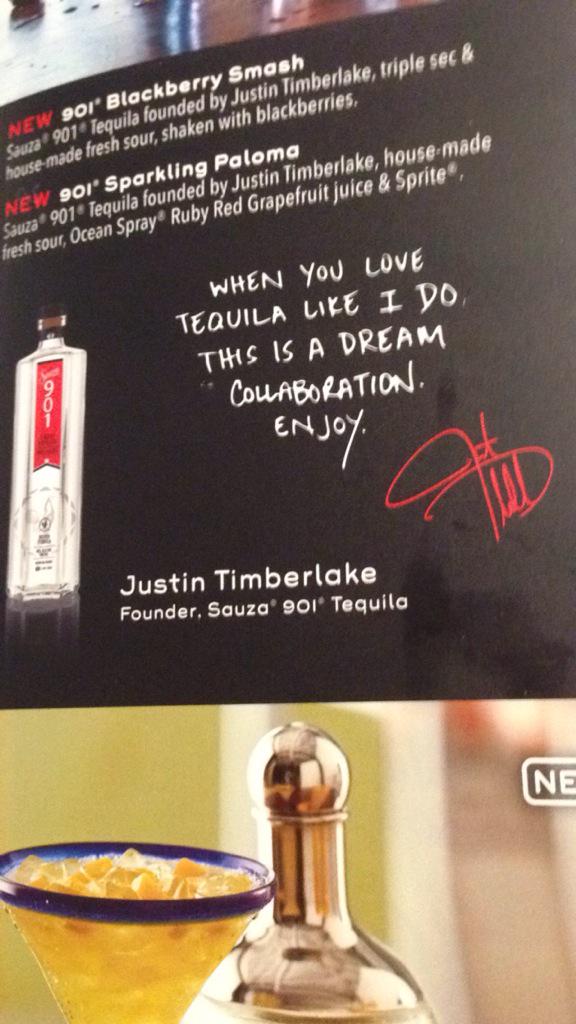 NEW 901® Blackberry Smash
Sauza® 901® Tequila founded by Justin Timberlake, triple sec &
house-made fresh sour, shaken with blackberries.
NEW 901® Sparkling Paloma
Sauza® 901® Tequila founded by Justin Timberlake, house-made
fresh sour, Ocean Spray® Ruby Red Grapefruit juice & Sprite®.
WHEN YOU LOVE
TEQUILA LIKE I DO,
THIS IS A DREAM
COLLABORATION.
ENJOY.
Sauza
901
Justin Timberlake
Founder, Sauza® 901® Tequila
NE